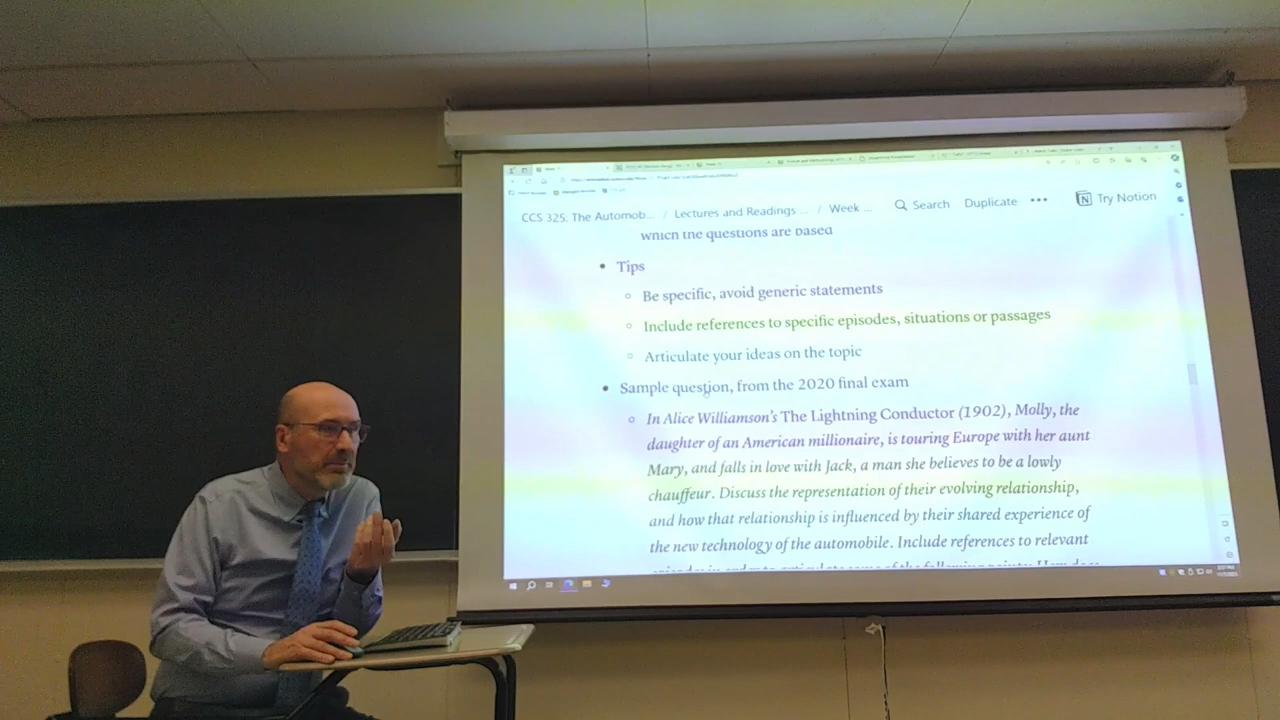 CCS 325: The Automob... / Lectures and Readings ... / Week ... Search Duplicate ••• Try Notion
which the questions are based
• Tips
◦ Be specific, avoid generic statements
◦ Include references to specific episodes, situations or passages
◦ Articulate your ideas on the topic
• Sample question, from the 2020 final exam
◦ In Alice Williamson's The Lightning Conductor (1902), Molly, the
daughter of an American millionaire, is touring Europe with her aunt
Mary, and falls in love with Jack, a man she believes to be a lowly
chauffeur. Discuss the representation of their evolving relationship,
and how that relationship is influenced by their shared experience of
the new technology of the automobile. Include references to relevant